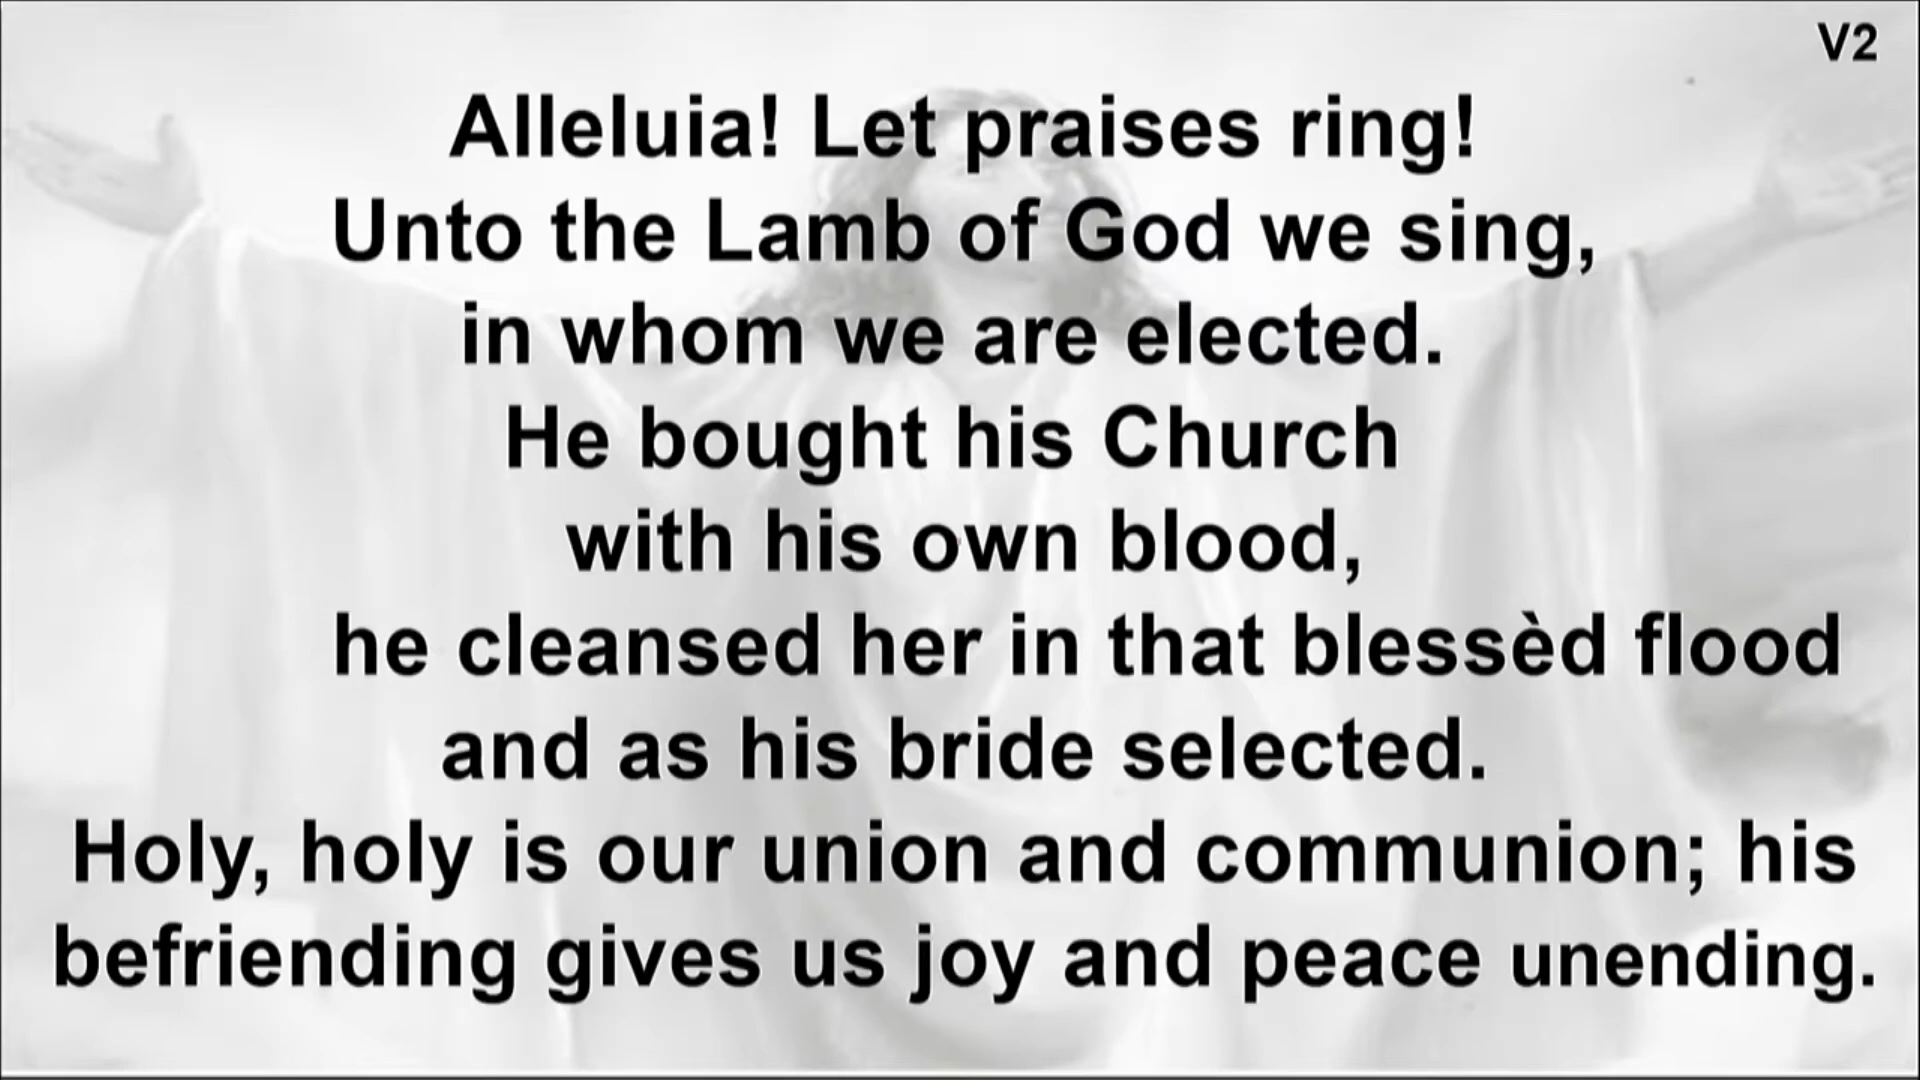 V2
Alleluia! Let praises ring!
Unto the Lamb of God we sing,
in whom we are elected.
He bought his Church
with his own blood,
he cleansed her in that blessèd flood
and as his bride selected.
Holy, holy is our union and communion; his
befriending gives us joy and peace unending.